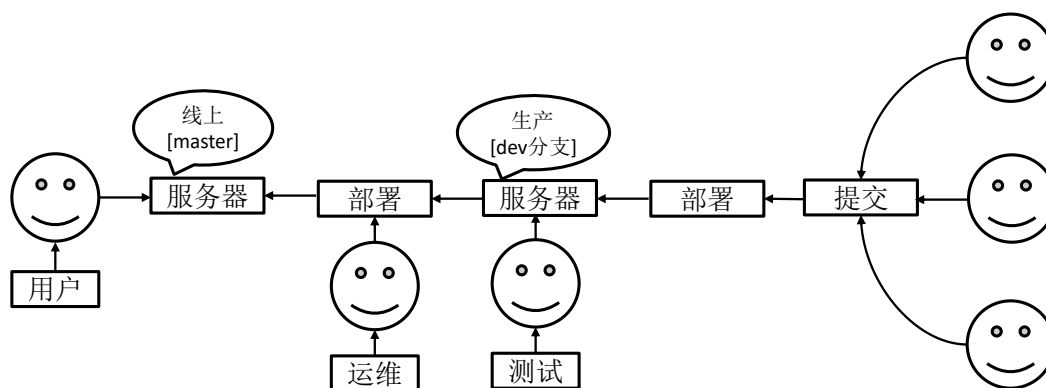 线上
[master]
生产
[dev分支]
服务器
部署
服务器
部署
提交
用户
运维
测试